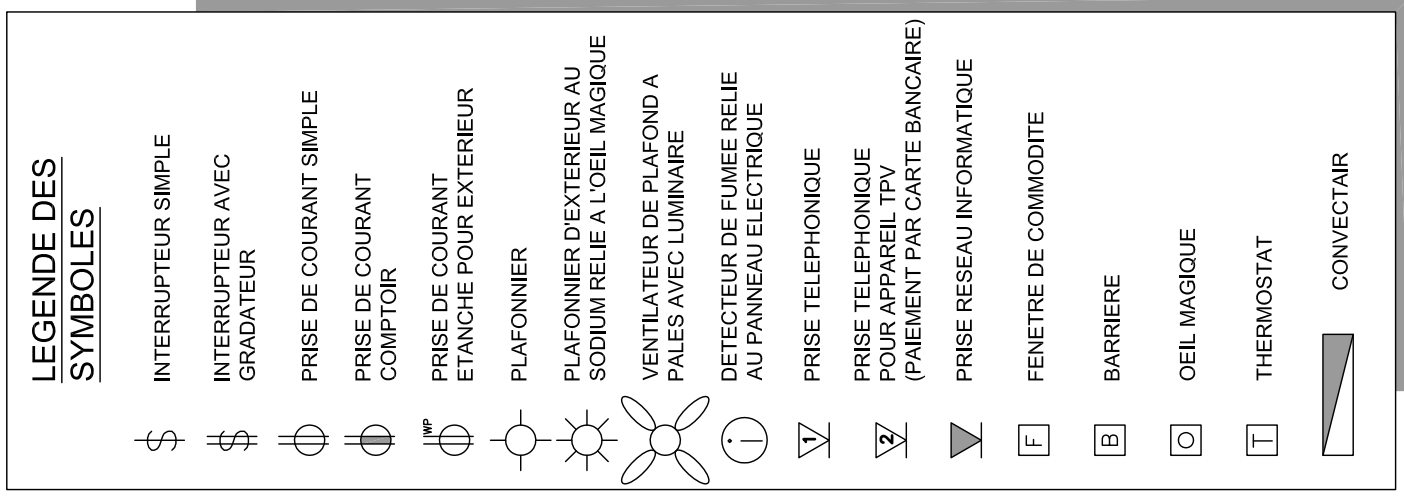 LEGENDE DES
SYMBOLES
INTERRUPTEUR SIMPLE
INTERRUPTEUR AVEC
GRADATEUR
PRISE DE COURANT SIMPLE
PRISE DE COURANT
COMPTOIR
WP
PRISE DE COURANT
ETANCHE POUR EXTERIEUR
PLAFONNIER
PLAFONNIER D'EXTERIEUR AU
SODIUM RELIE A L'OEIL MAGIQUE
VENTILATEUR DE PLAFOND A
PALES AVEC LUMINAIRE
i
DETECTEUR DE FUMEE RELIE
AU PANNEAU ELECTRIQUE
1
PRISE TELEPHONIQUE
2
PRISE TELEPHONIQUE
POUR APPAREIL TPV
(PAIEMENT PAR CARTE BANCAIRE)
PRISE RESEAU INFORMATIQUE
F
FENETRE DE COMMODITE
B
BARRIERE
O
OEIL MAGIQUE
T
THERMOSTAT
CONVECTAIR